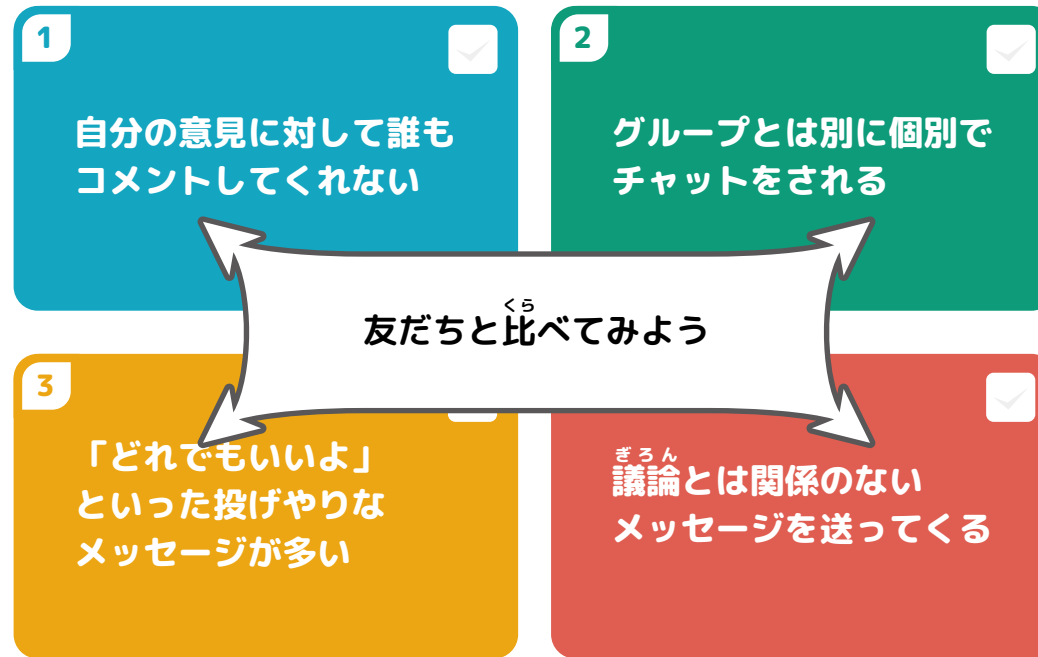 1
自分の意見に対して誰も
コメントしてくれない
2
グループとは別に個別で
チャットをされる
くら
友だちと比べてみよう
3
「どれでもいいよ」
といった投げやりな
メッセージが多い
ぎろん
議論とは関係のない
メッセージを送ってくる